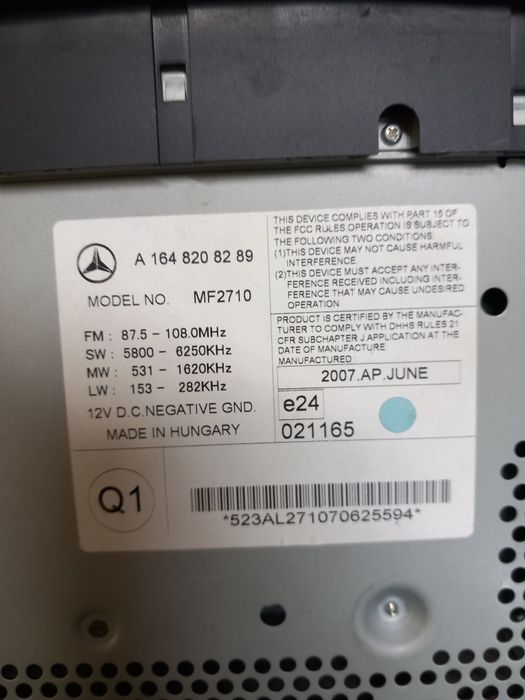 A 164 820 82 89
MODEL NO. MF2710
FM : 87.5 - 108.0MHz
SW : 5800 - 6250KHz
MW : 531 - 1620KHz
LW : 153 - 282KHz
12V D.C.NEGATIVE GND.
MADE IN HUNGARY
THIS DEVICE COMPLIES WITH PART 15 OF
THE FCC RULES OPERATION IS SUBJECT TO
THE FOLLOWING TWO CONDITIONS
(1)THIS DEVICE MAY NOT CAUSE HARMFUL
INTERFERENCE.
(2)THIS DEVICE MUST ACCEPT ANY INTER-
FERENCE RECEIVED INCLUDING INTER-
FERENCE THAT MAY CAUSE UNDESIRED
OPERATION
PRODUCT IS CERTIFIED BY THE MANUFAC-
TURER TO COMPLY WITH DHHS RULES 21
CFR SUBCHAPTER J APPLICATION AT THE
DATE OF MANUFACTURE.
MANUFACTURED :
2007.AP.JUNE
e24
021165
Q1
*523AL271070625594*